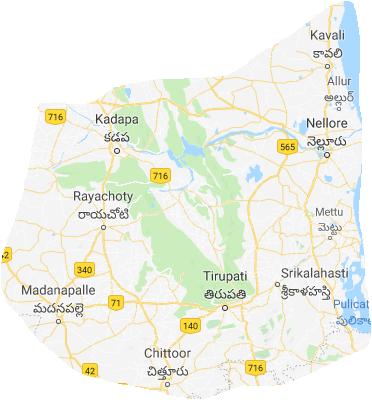 Kavali
కావలి
Allur
అల్లూర్
716
Kadapa
కడప
Nellore
నెల్లూరు
565
716
Rayachoty
రాయచోటి
Mettu
మెట్టు
340
Tirupati
తిరుపతి
Srikalahasti
శ్రీకాళహస్తి
Madanapalle
మదనపల్లె
71
Pulicat
పులికా
140
Chittoor
చిత్తూరు
42
716